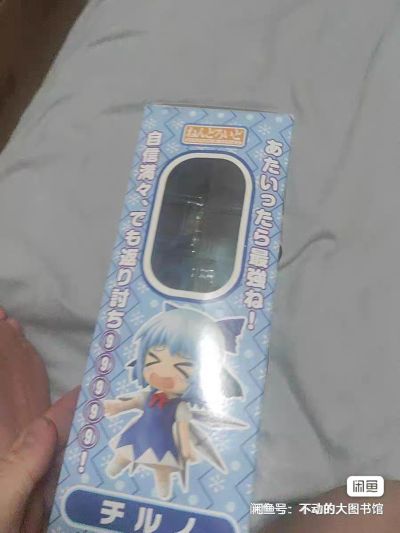 ねんどろいど
あたいったら最強ね!
自信満々、でも返り討ち⑨⑨⑨⑨⑨!
チルノ
闲鱼
闲鱼号:不动的大图书馆